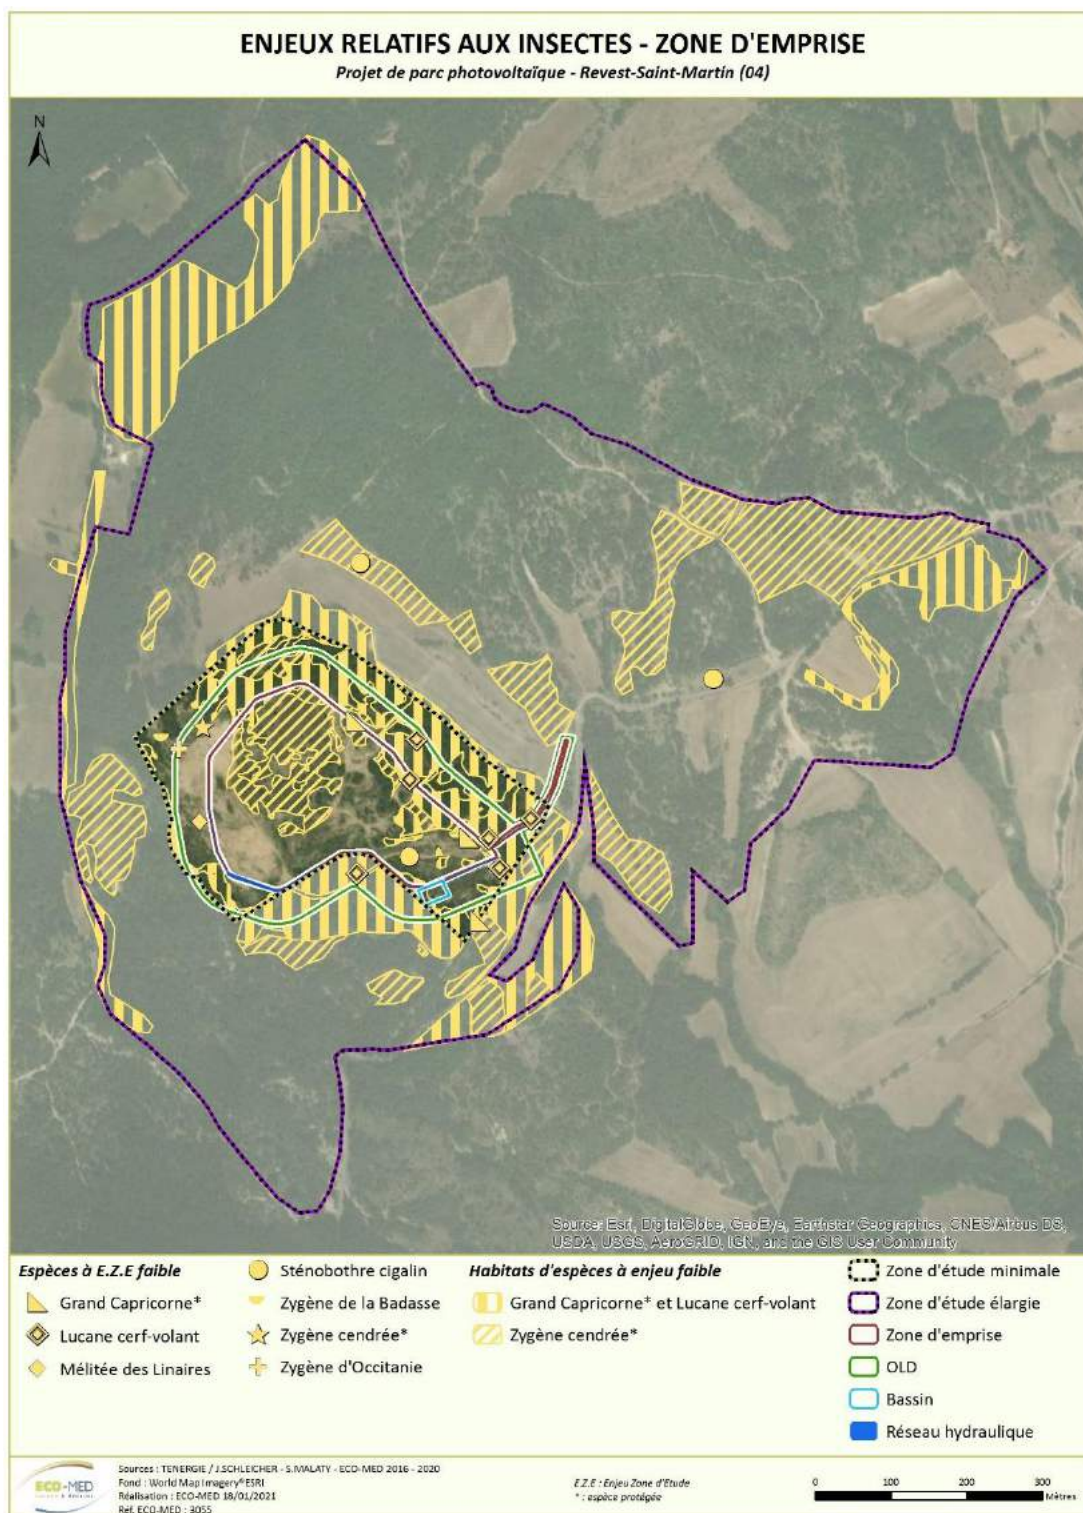 ENJEUX RELATIFS AUX INSECTES - ZONE D'EMPRISE
Projet de parc photovoltaïque - Revest-Saint-Martin (04)
N
Source: Esri, DigitalGlobe, GeoEye, Earthstar Geographics, CNES/Airbus DS,
USDA, USGS, AeroGRID, IGN, and the GIS User Community
Espèces à E.Z.E faible
Grand Capricorne*
Lucane cerf-volant
Mélitée des Linaires
Sténobothre cigalin
Zygène de la Badasse
Zygène cendrée*
Zygène d'Occitanie
Habitats d'espèces à enjeu faible
Grand Capricorne* et Lucane cerf-volant
Zygène cendrée*
Zone d'étude minimale
Zone d'étude élargie
Zone d'emprise
OLD
Bassin
Réseau hydraulique
ECO-MED
Sources : TENERGIE / J.SCHLEICHER - S.MALATY - ECO-MED 2016 - 2020
Fond : World Map Imagery®ESRI
Réalisation : ECO-MED 18/01/2021
Réf. ECO-MED : 3055
E.Z.E : Enjeu Zone d'Etude
* : espèce protégée
0 100 200 300
Mètres